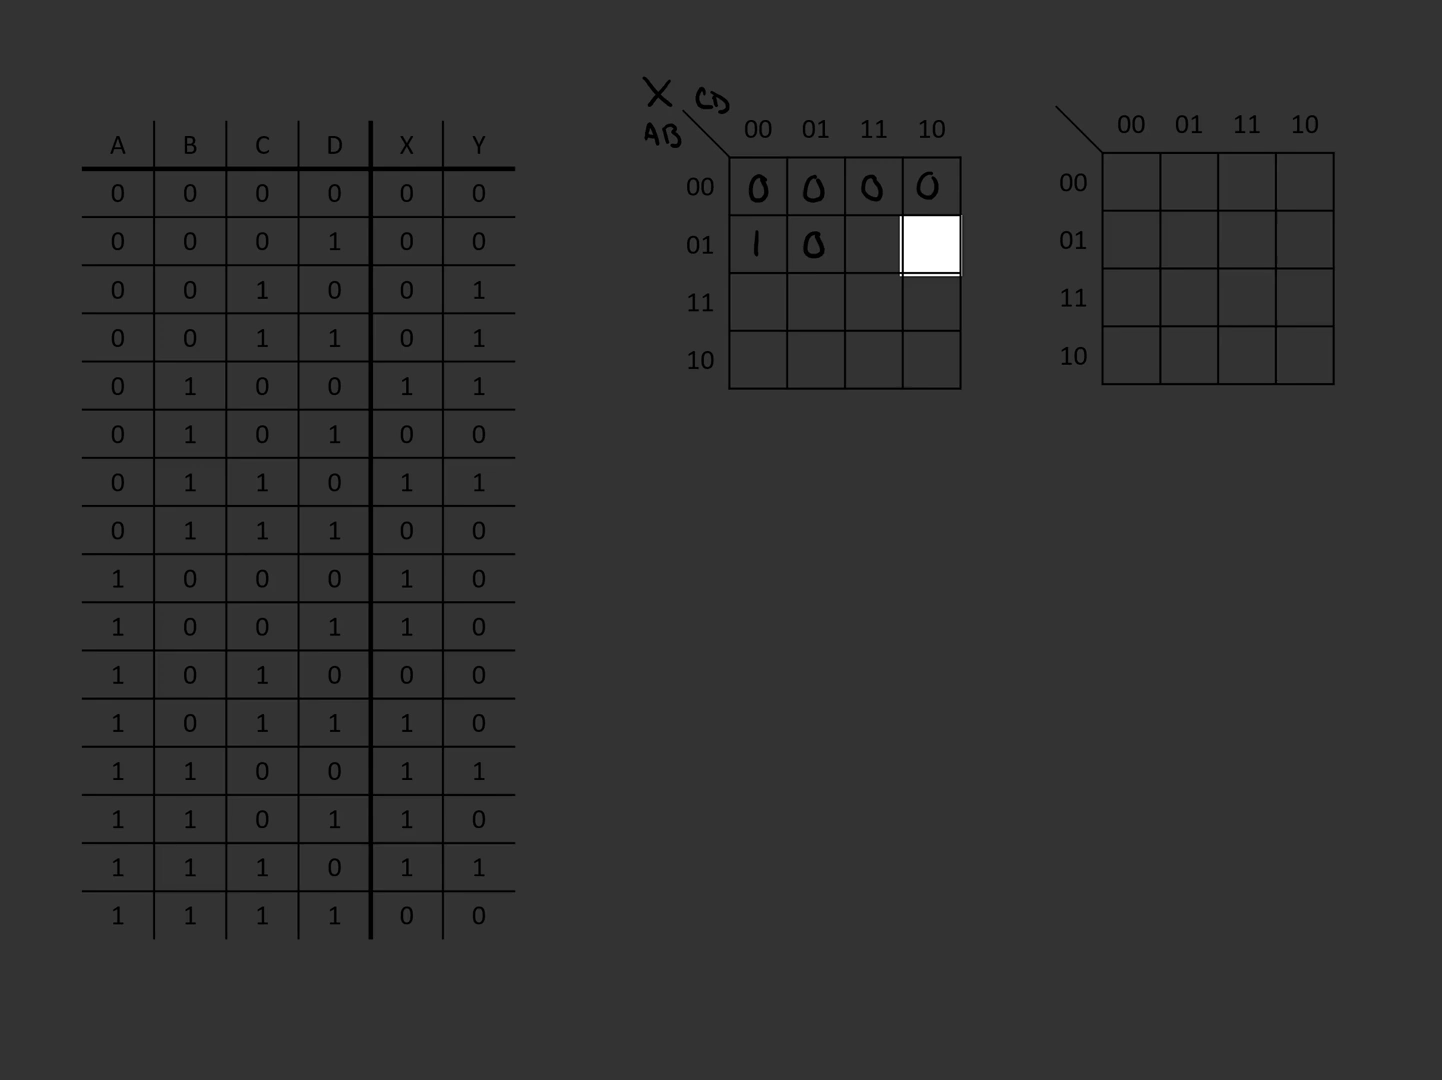 A B C D X Y
0 0 0 0 0 0
0 0 0 1 0 0
0 0 1 0 0 1
0 0 1 1 0 1
0 1 0 0 1 1
0 1 0 1 0 0
0 1 1 0 1 1
0 1 1 1 0 0
1 0 0 0 1 0
1 0 0 1 1 0
1 0 1 0 0 0
1 0 1 1 1 0
1 1 0 0 1 1
1 1 0 1 1 0
1 1 1 0 1 1
1 1 1 1 0 0
X CD
AB 00 01 11 10
00 0 0 0 0
01 1 0
11
10
00 01 11 10
00
01
11
10